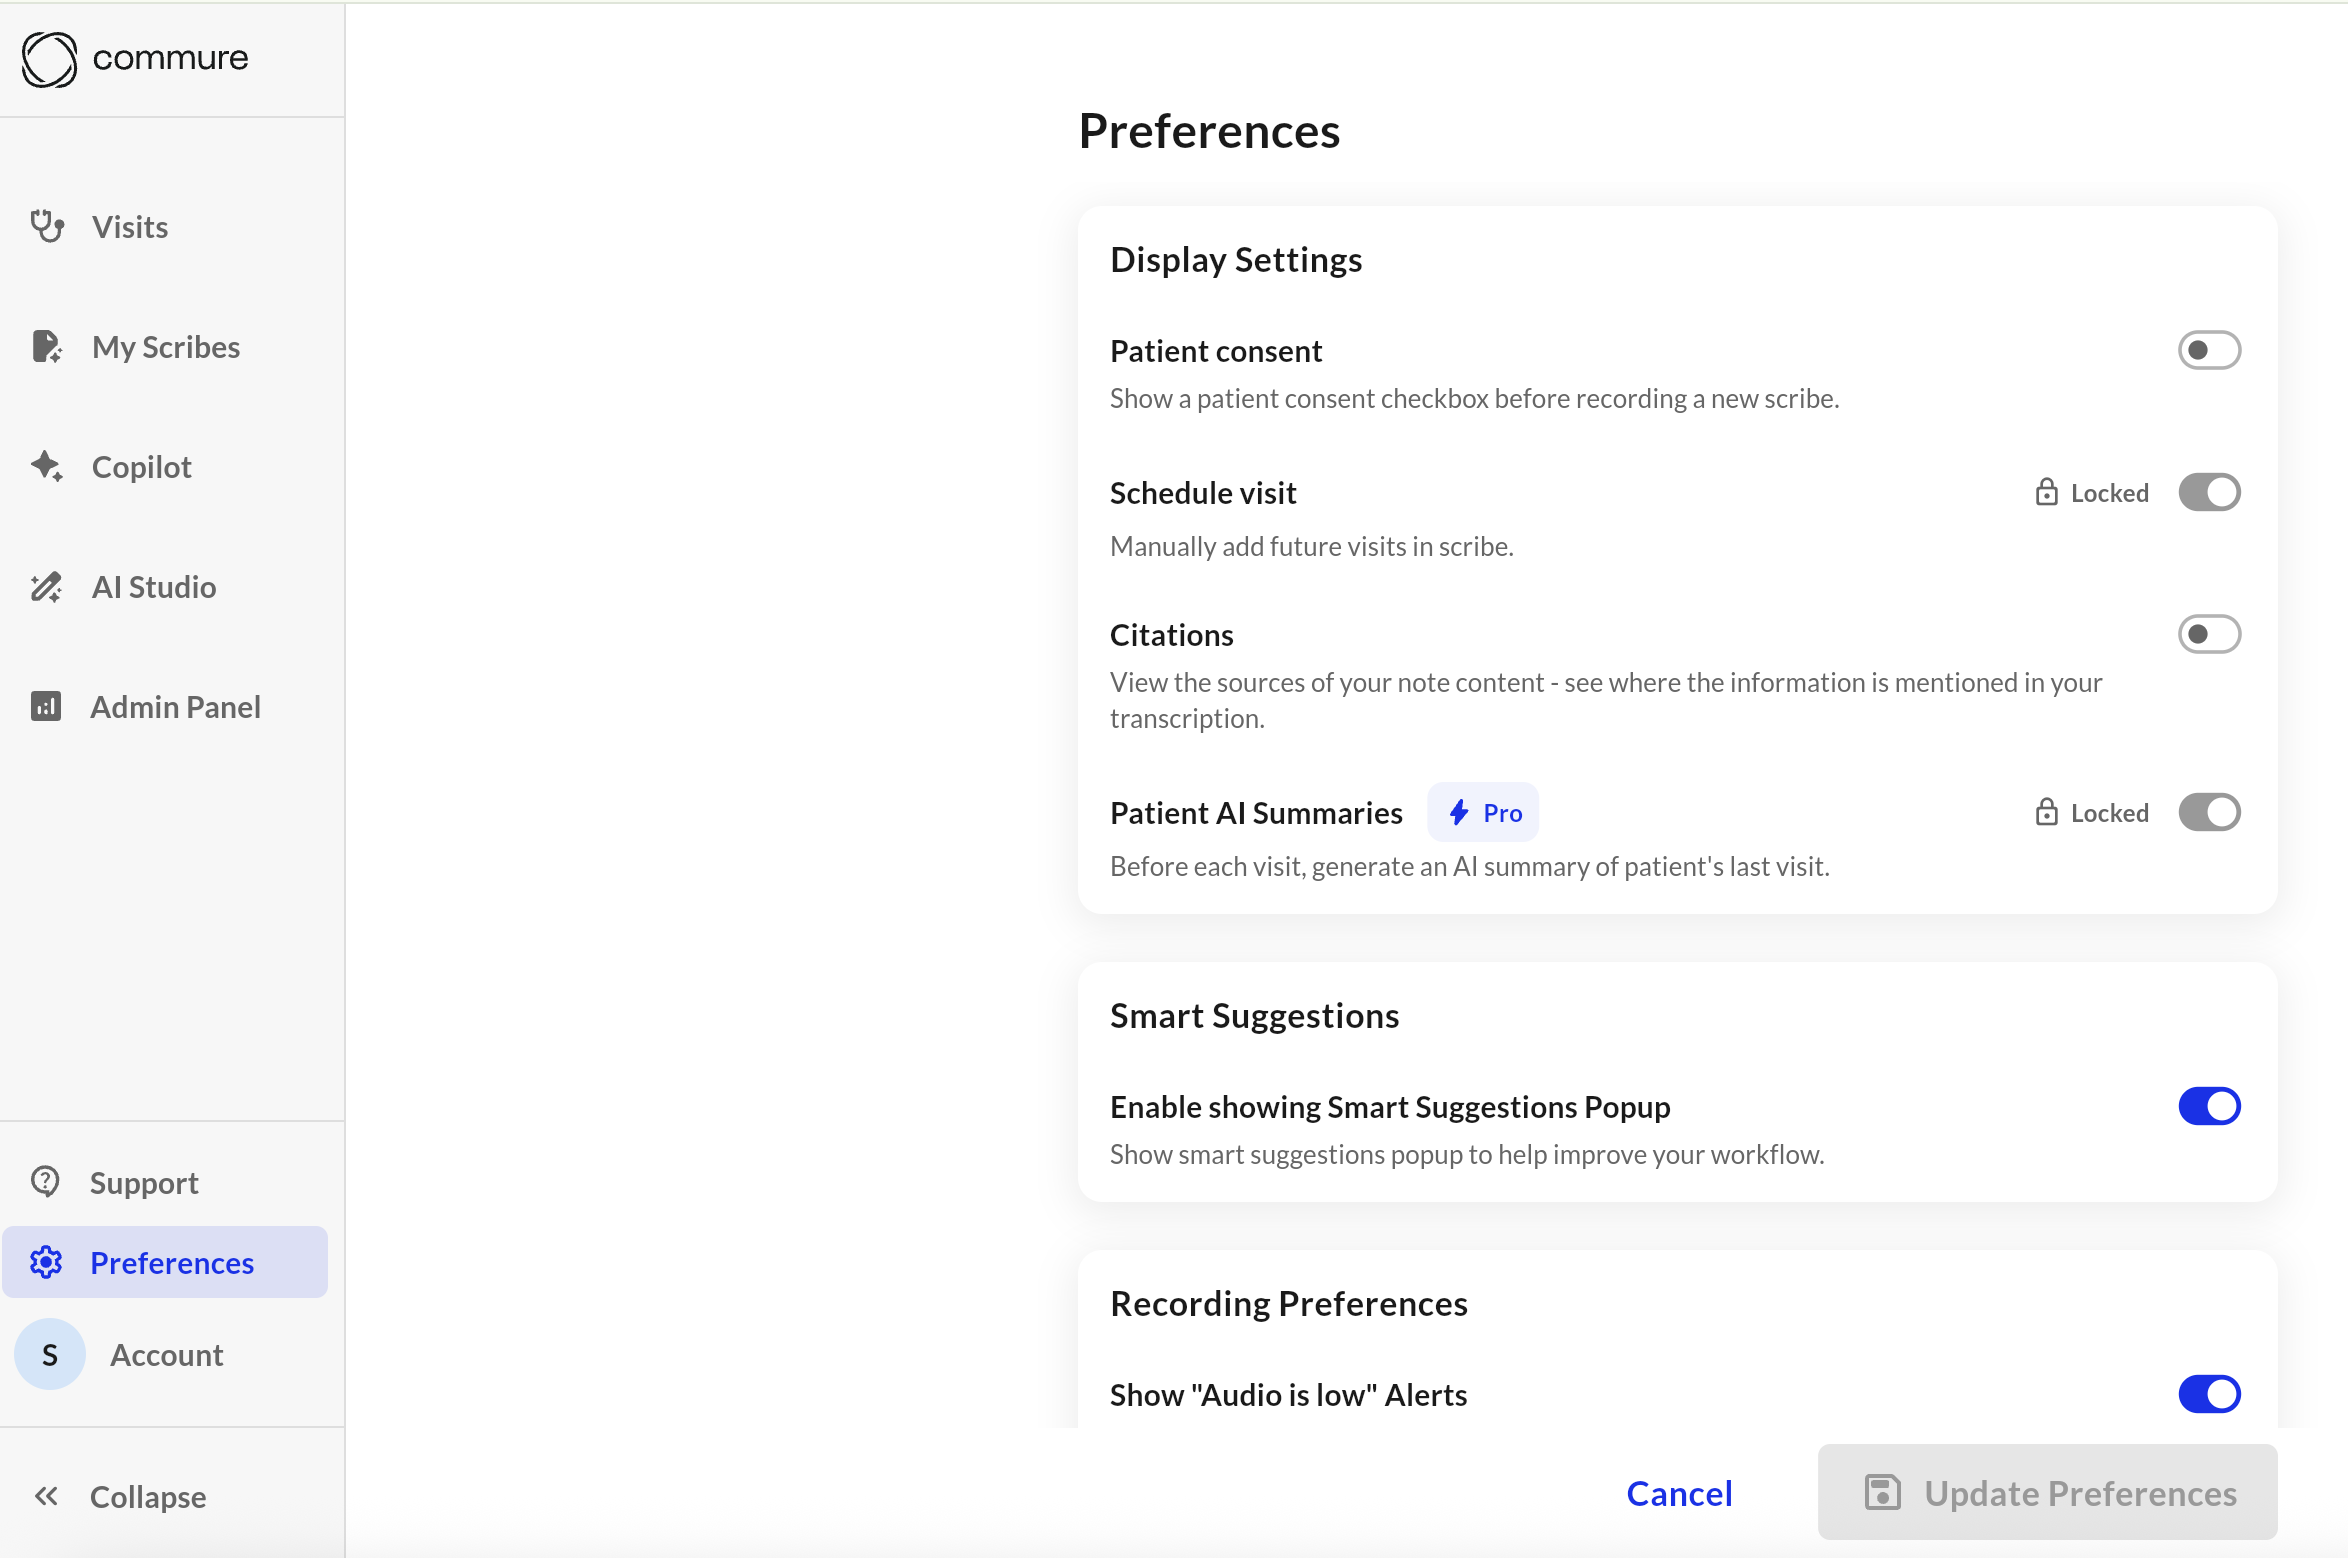 commure
Visits
My Scribes
Copilot
AI Studio
Admin Panel
Support
Preferences
S
Account
Collapse
Preferences
Display Settings
Patient consent
Show a patient consent checkbox before recording a new scribe.
Schedule visit
Locked
Manually add future visits in scribe.
Citations
View the sources of your note content - see where the information is mentioned in your
transcription.
Patient AI Summaries
Pro
Locked
Before each visit, generate an AI summary of patient's last visit.
Smart Suggestions
Enable showing Smart Suggestions Popup
Show smart suggestions popup to help improve your workflow.
Recording Preferences
Show "Audio is low" Alerts
Cancel
Update Preferences